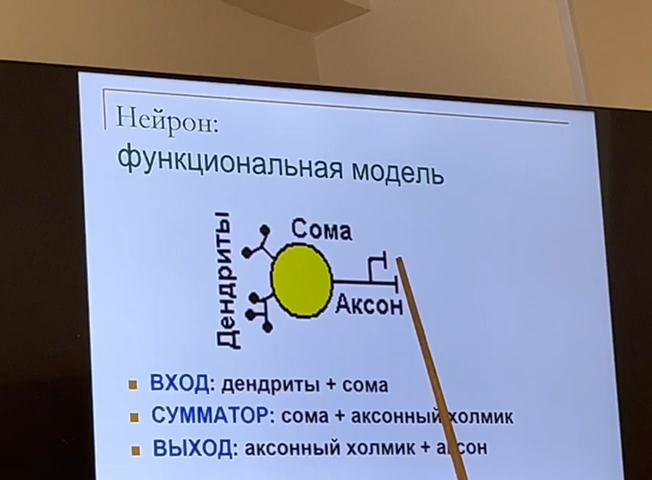 Нейрон:
функциональная модель
Дендриты
Сома
Аксон
ВХОД: дендриты + сома
СУММАТОР: сома + аксонный холмик
ВЫХОД: аксонный холмик + аксон